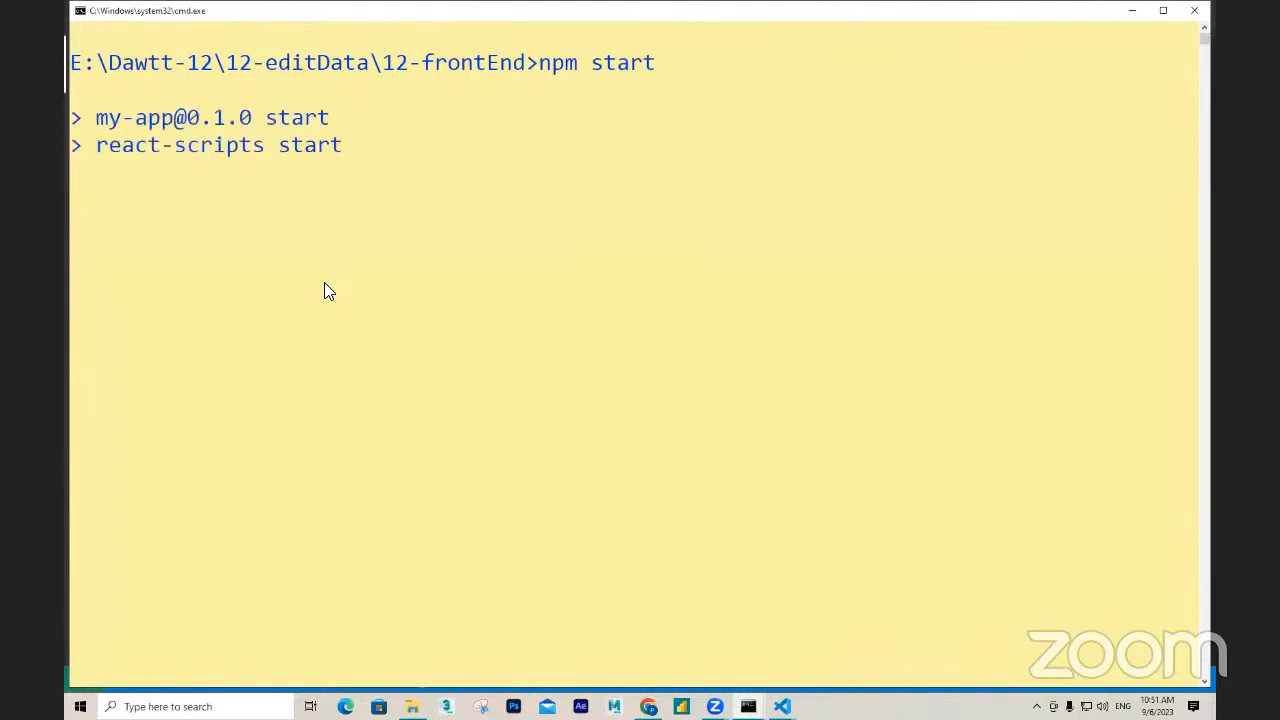 C:\Windows\system32\cmd.exe
E:\Dawtt-12\12-editData\12-frontEnd>npm start
> my-app@0.1.0 start
> react-scripts start
zoom
Type here to search
ENG
10:51 AM
9/6/2023